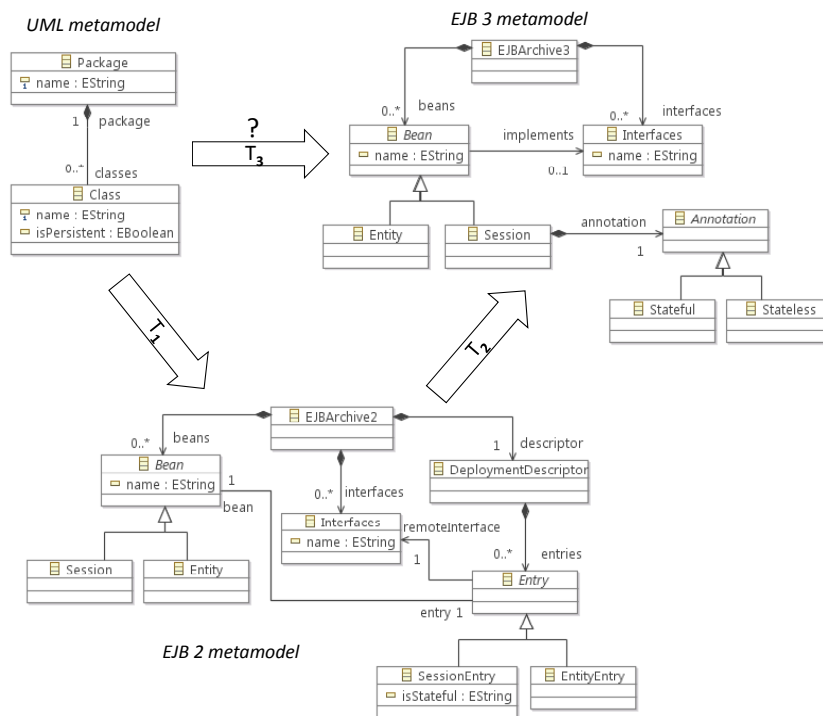 UML metamodel
Package
name : EString
1
package
0..*
classes
Class
name : EString
isPersistent : EBoolean
?
T3
EJB 3 metamodel
EJBArchive3
0..*
beans
0..*
interfaces
Bean
name : EString
implements
0..1
Interfaces
name : EString
Entity
Session
annotation
1
Annotation
Stateful
Stateless
T1
T2
EJBArchive2
0..*
beans
0..*
interfaces
1
descriptor
Bean
name : EString
1
bean
DeploymentDescriptor
Interfaces
name : EString
remoteInterface
1
0..*
entries
Session
Entity
Entry
entry 1
EJB 2 metamodel
SessionEntry
isStateful : EString
EntityEntry